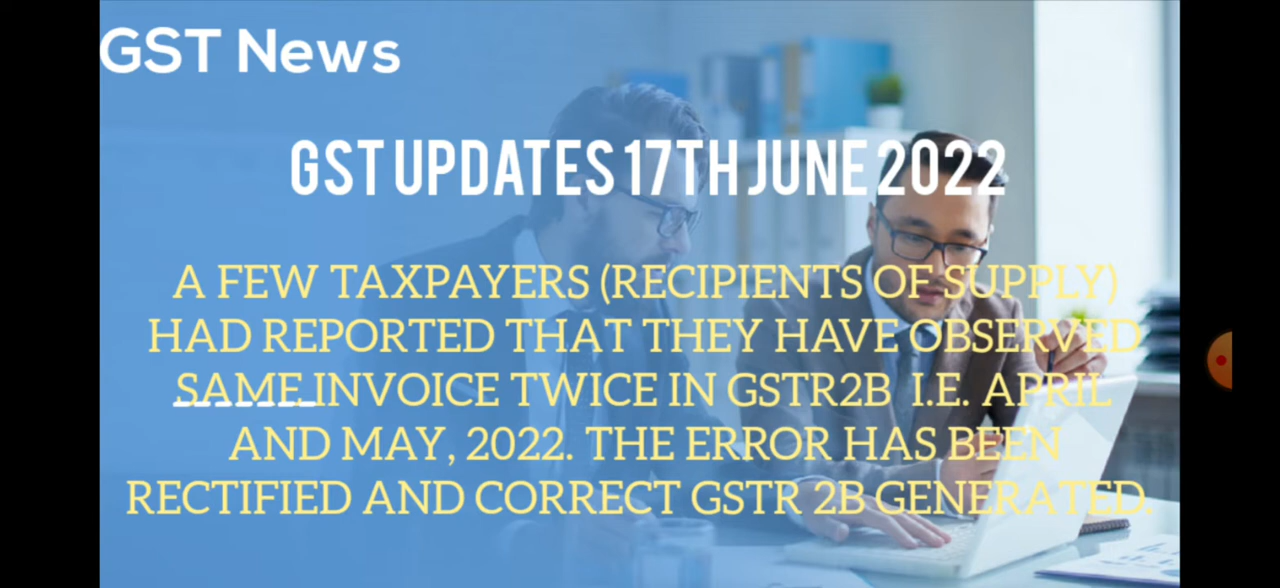 GST News
GST UPDATES 17TH JUNE 2022
A FEW TAXPAYERS (RECIPIENTS OF SUPPLY)
HAD REPORTED THAT THEY HAVE OBSERVED
SAME INVOICE TWICE IN GSTR2B I.E. APRIL
AND MAY, 2022. THE ERROR HAS BEEN
RECTIFIED AND CORRECT GSTR 2B GENERATED.